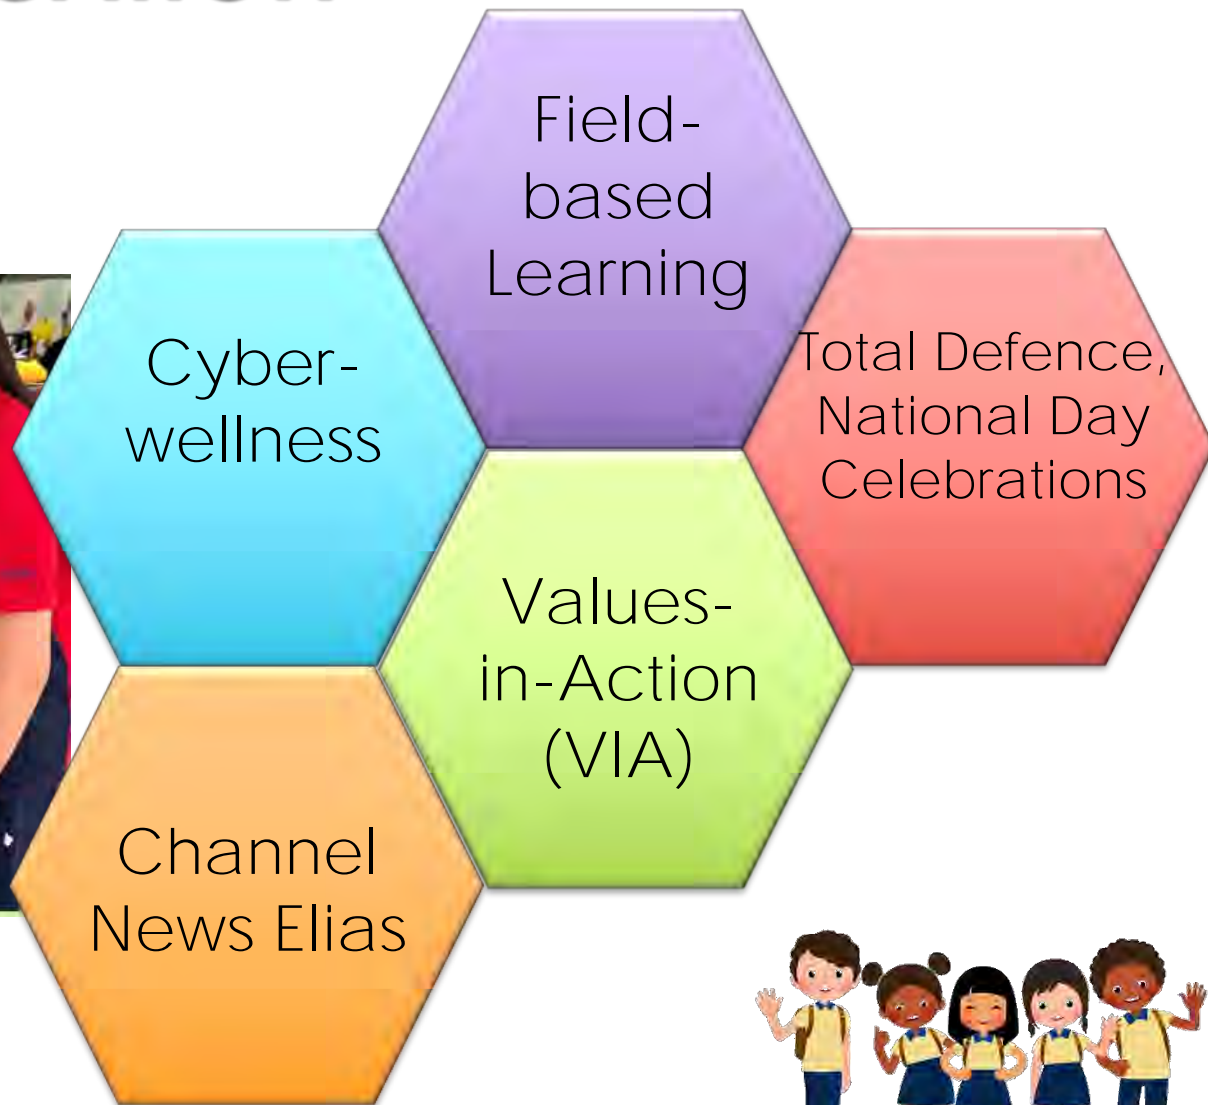 Field-
based
Learning
Cyber-
wellness
Total Defence,
National Day
Celebrations
Values-
in-Action
(VIA)
Channel
News Elias